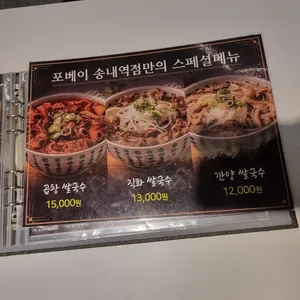 포베이 송내역점만의 스페셜메뉴
곱창 쌀국수
15,000원
직화 쌀국수
13,000원
깐양 쌀국수
12,000원